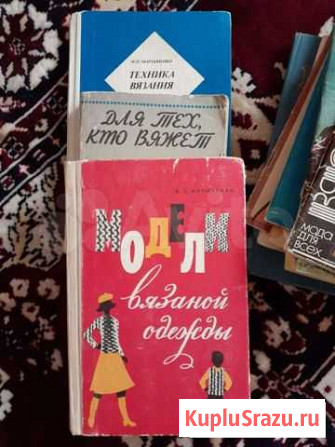 ТЕХНИКА
ВЯЗАНИЯ
ДЛЯ ТЕХ,
КТО ВЯЖЕТ
МОДЕЛИ
вязаной
одежды
МОДА
ДЛЯ
ВСЕХ
KupluSrazu.ru